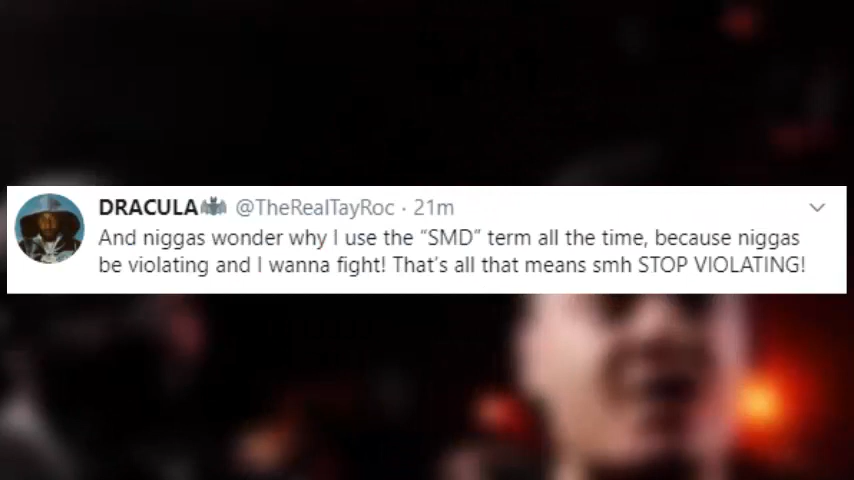 DRACULA🦇 @TheRealTayRoc · 21m
And niggas wonder why I use the “SMD” term all the time, because niggas
be violating and I wanna fight! That’s all that means smh STOP VIOLATING!